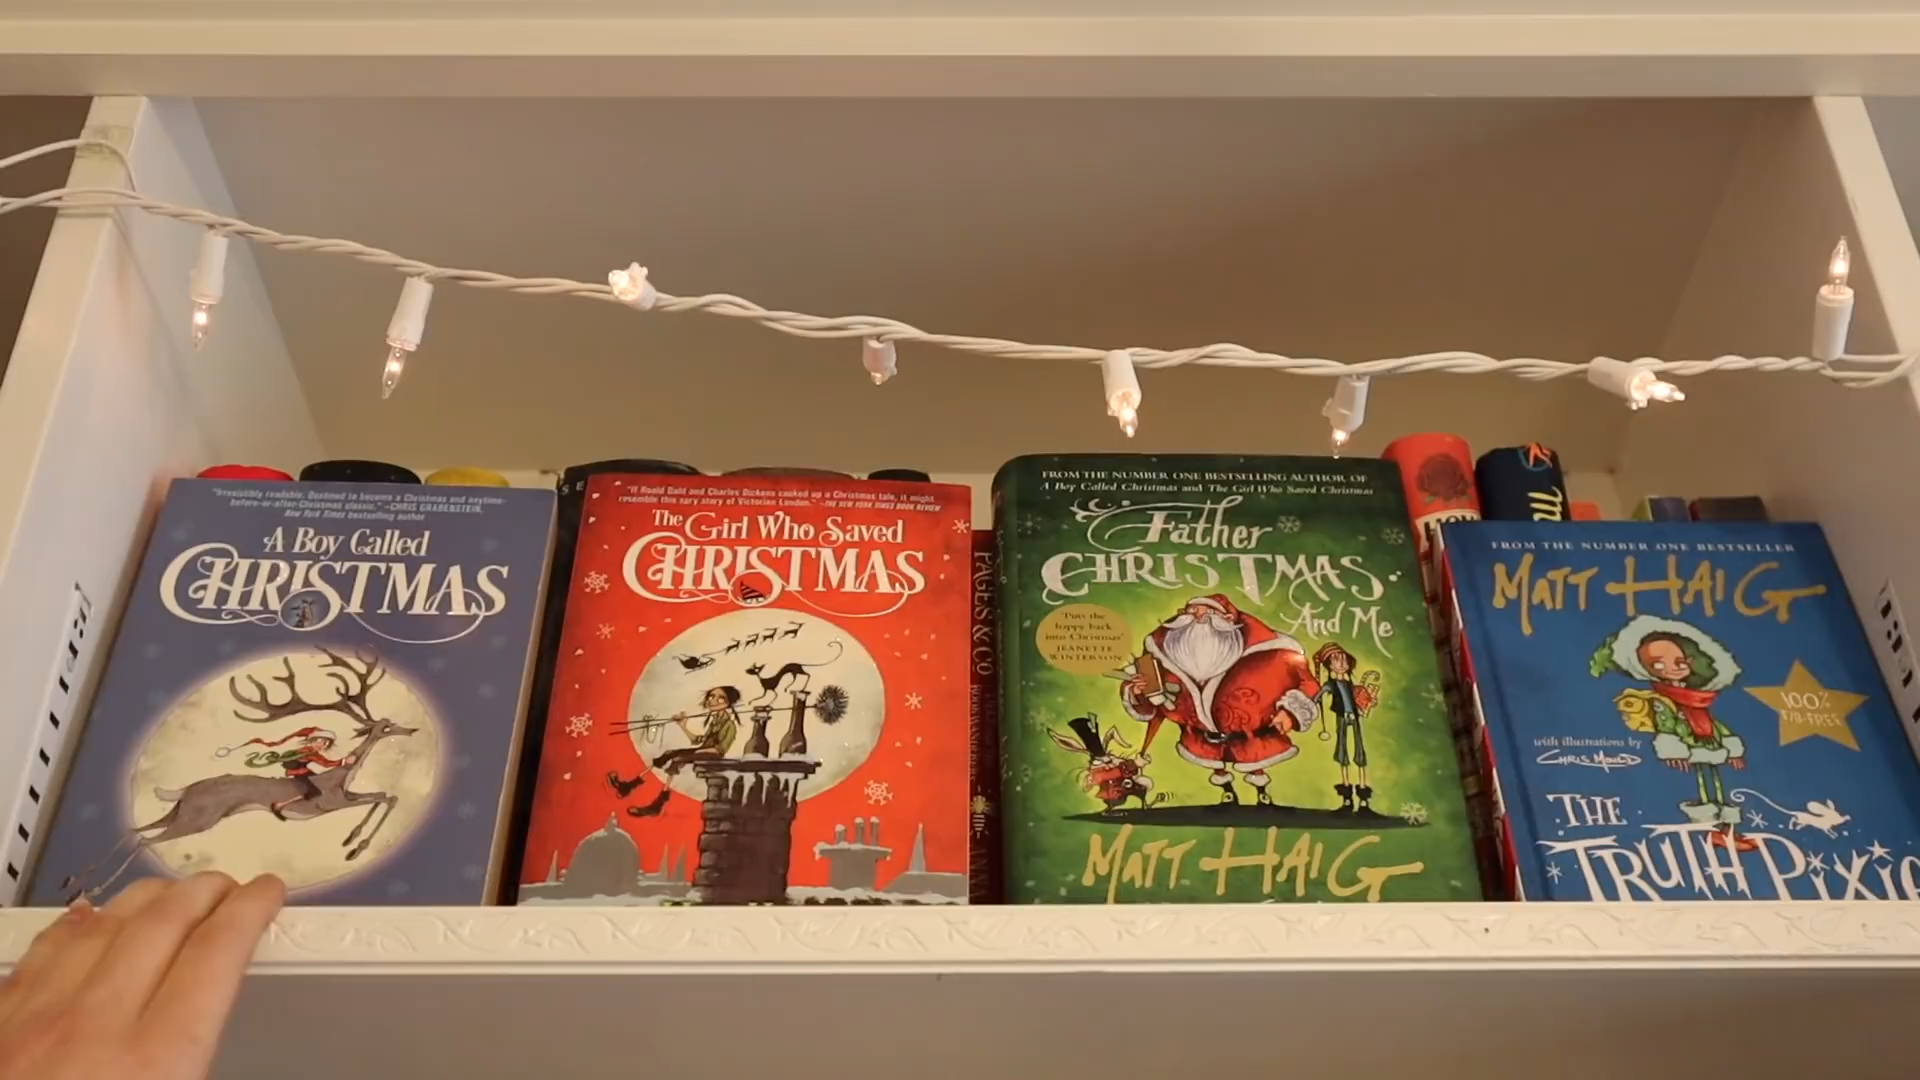 "Irresistibly readable. Destined to become a Christmas and anytime-
before-or-after-Christmas classic." –CHRIS GRABENSTEIN,
New York Times bestselling author
A Boy Called
CHRISTMAS
"If Roald Dahl and Charles Dickens cooked up a Christmas tale, it might
resemble this racy story of Victorian London." –THE NEW YORK TIMES BOOK REVIEW
The Girl Who Saved
CHRISTMAS
PAGES & CO
FROM THE NUMBER ONE BESTSELLING AUTHOR OF
A Boy Called Christmas and The Girl Who Saved Christmas
Father
CHRISTMAS
And Me
'Puts the
happy back
into Christmas'
JEANETTE
WINTERSON
MATT HAIG
FROM THE NUMBER ONE BESTSELLER
MATT HAIG
100%
FIB-FREE
with illustrations by
CHRIS MOULD
THE
TRUTH PIXIE